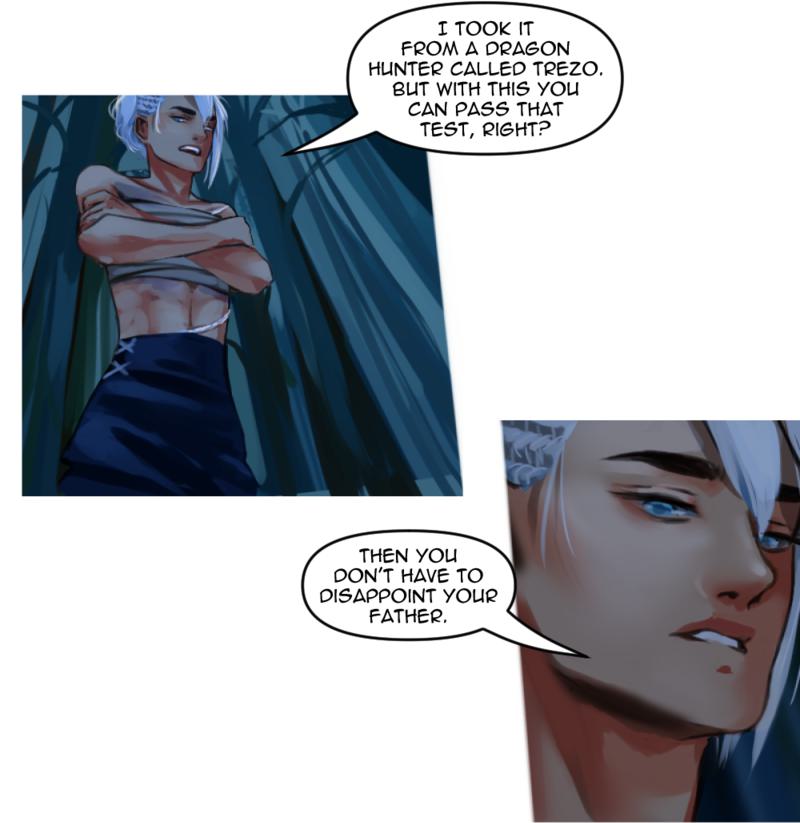 I TOOK IT
FROM A DRAGON
HUNTER CALLED TREZO.
BUT WITH THIS YOU
CAN PASS THAT
TEST, RIGHT?
THEN YOU
DON'T HAVE TO
DISAPPOINT YOUR
FATHER.